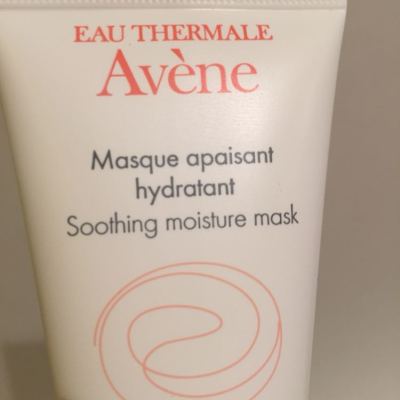 EAU THERMALE
Avène
Masque apaisant
hydratant
Soothing moisture mask